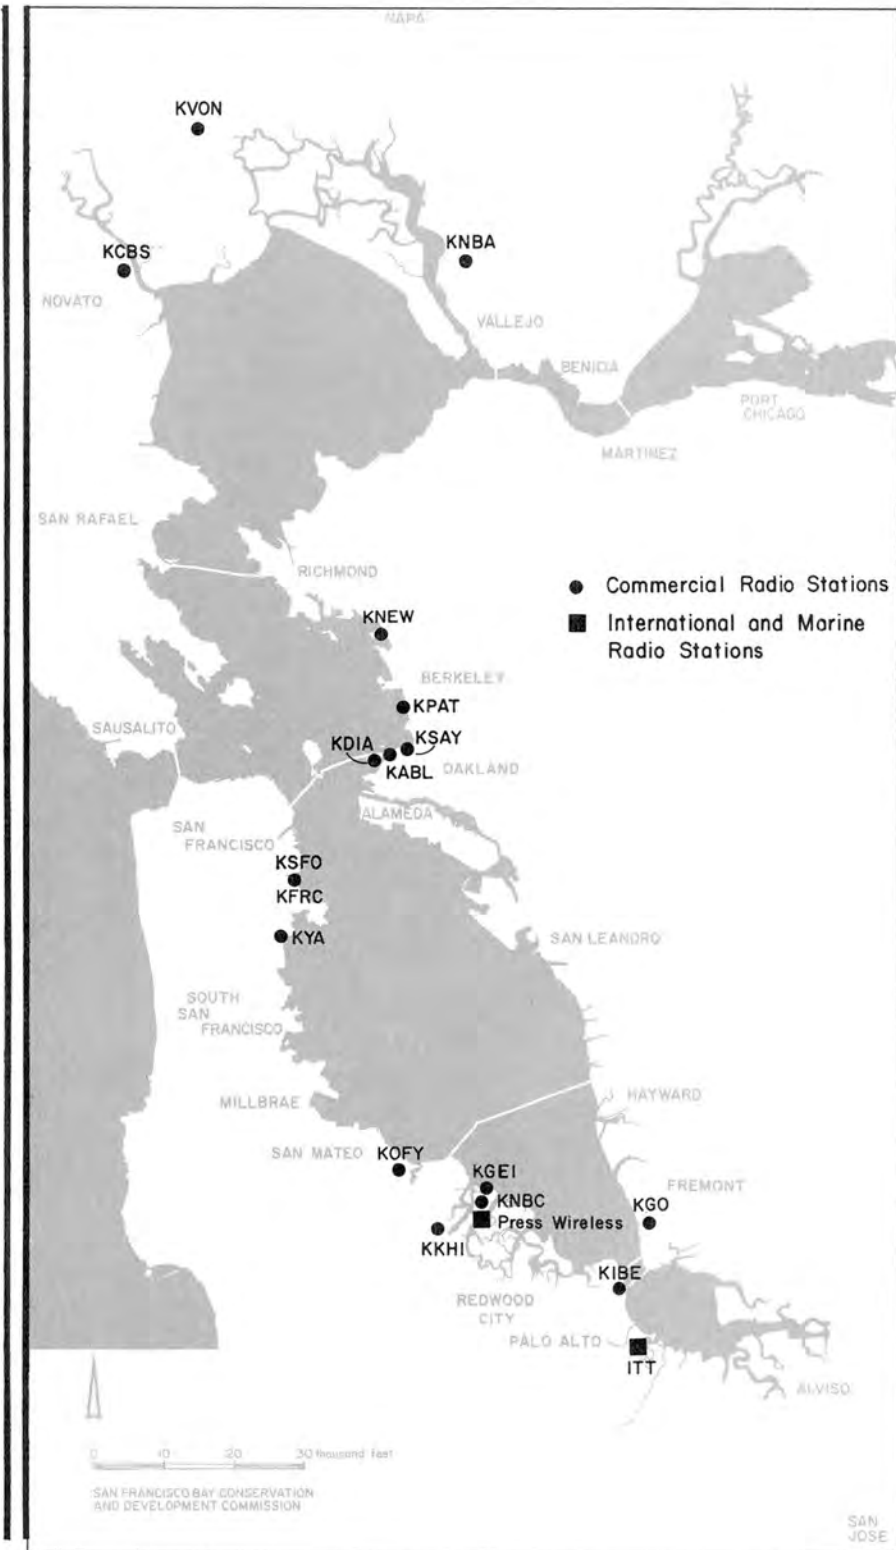 NAPA
KVON
KCBS
KNBA
NOVATO
VALLEJO
BENICIA
PORT
CHICAGO
MARTINEZ
SAN RAFAEL
RICHMOND
Commercial Radio Stations
International and Marine
Radio Stations
KNEW
BERKELEY
KPAT
SAUSALITO
KDIA
KSAY
KABL
OAKLAND
ALAMEDA
SAN
FRANCISCO
KSFO
KFRC
KYA
SAN LEANDRO
SOUTH
SAN
FRANCISCO
MILLBRAE
HAYWARD
SAN MATEO
KOFY
KGEI
KNBC
Press Wireless
KKHI
FREMONT
KGO
KIBE
REDWOOD
CITY
PALO ALTO
ITT
ALVISO
0 10 20 30 thousand feet
SAN FRANCISCO BAY CONSERVATION
AND DEVELOPMENT COMMISSION
SAN
JOSE